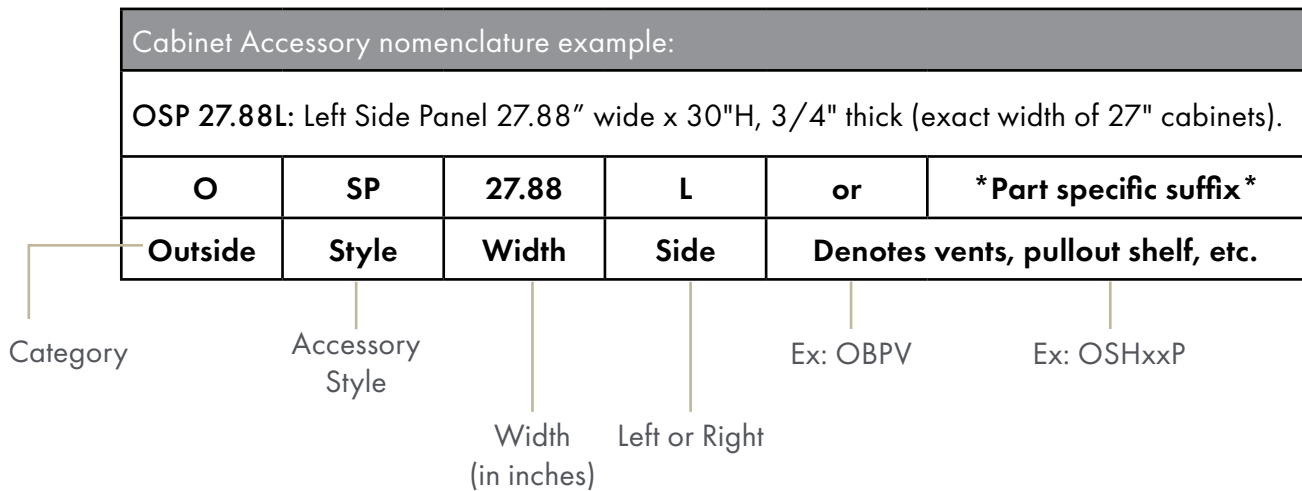 Cabinet Accessory nomenclature example:
OSP 27.88L: Left Side Panel 27.88” wide x 30"H, 3/4" thick (exact width of 27" cabinets).
O SP 27.88 L or *Part specific suffix*
Outside Style Width Side Denotes vents, pullout shelf, etc.
Category Accessory Ex: OBPV Ex: OSHxxP
Style
Width Left or Right
(in inches)